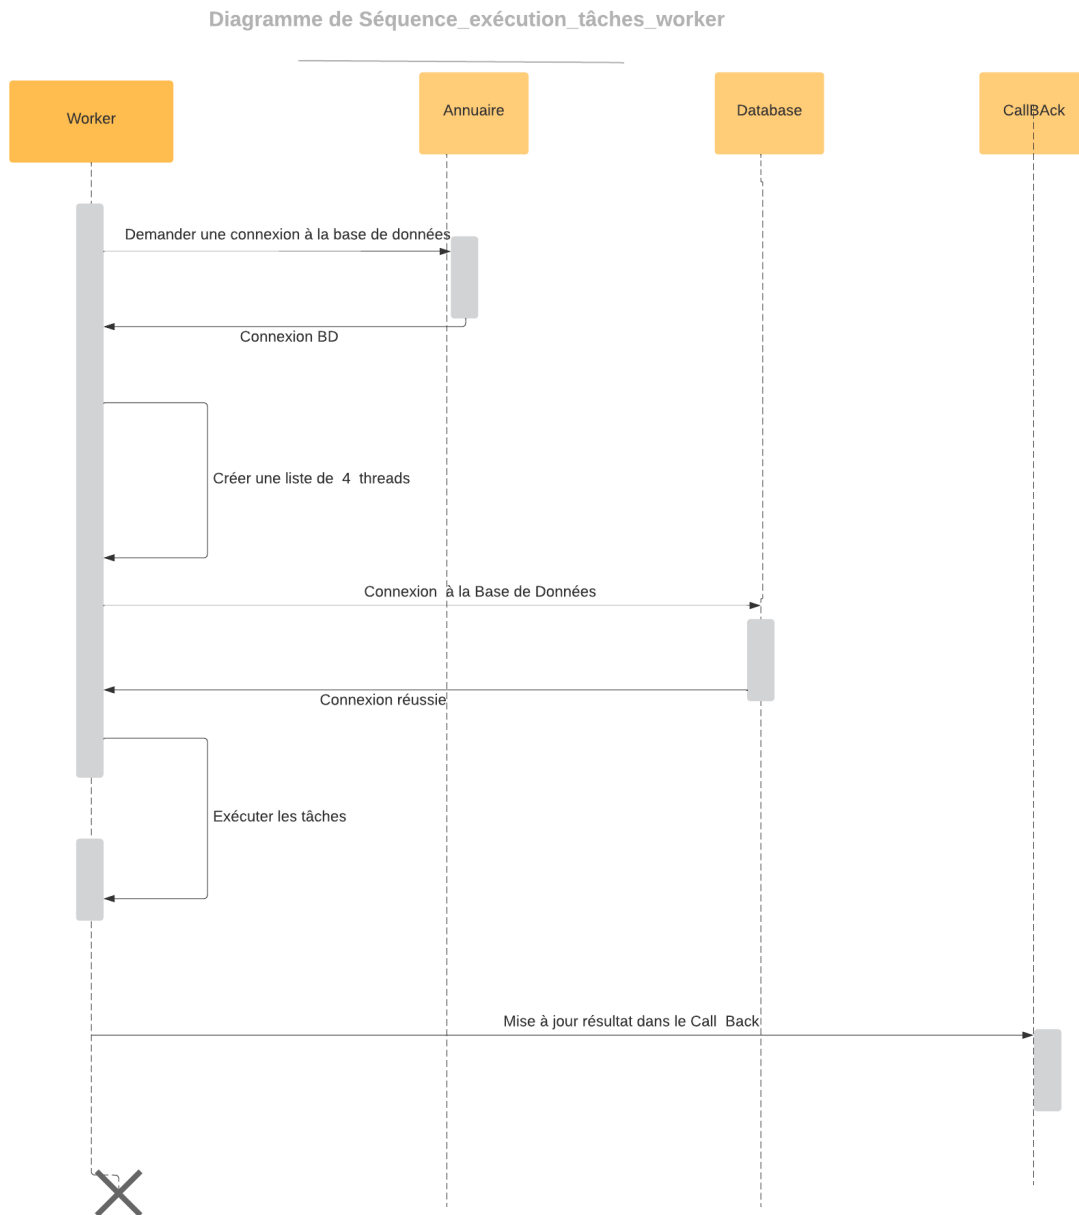 Diagramme de Séquence_exécution_tâches_worker
Worker
Annuaire
Database
CallBAck
Demander une connexion à la base de données
Connexion BD
Créer une liste de  4  threads
Connexion  à la Base de Données
Connexion réussie
Exécuter les tâches
Mise à jour résultat dans le Call  Back